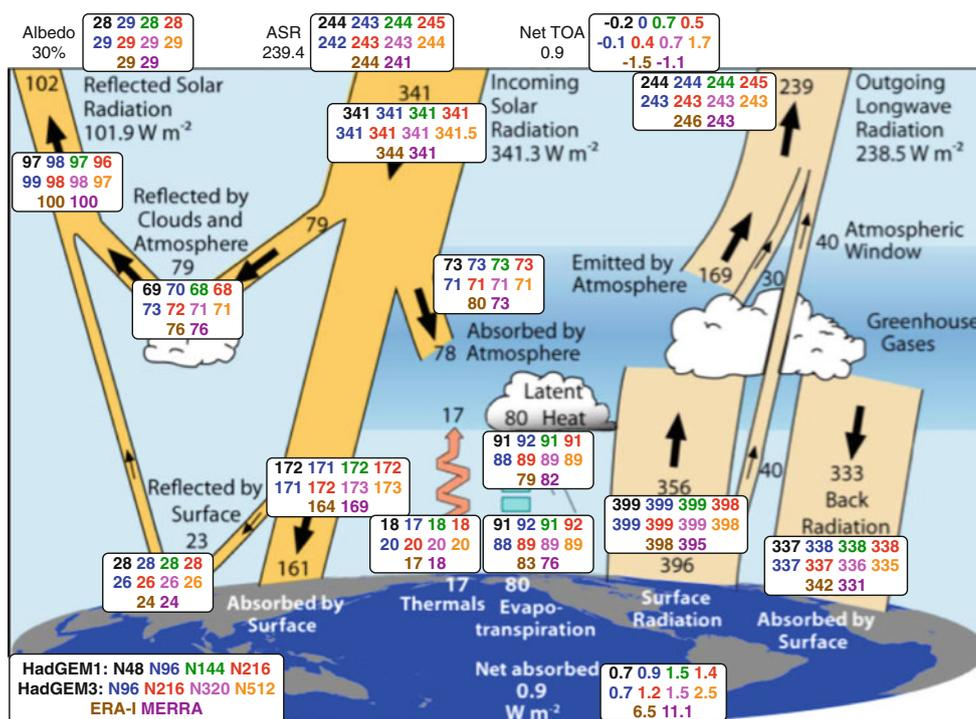 Albedo
30%
28 29 28 28
29 29 29 29
29 29
ASR
239.4
244 243 244 245
242 243 243 244
244 241
Net TOA
0.9
-0.2 0 0.7 0.5
-0.1 0.4 0.7 1.7
-1.5 -1.1
102
Reflected Solar
Radiation
101.9 W m⁻²
341
341 341 341 341
341 341 341 341.5
344 341
Incoming
Solar
Radiation
341.3 W m⁻²
244 244 244 245
243 243 243 243
246 243
239
Outgoing
Longwave
Radiation
238.5 W m⁻²
97 98 97 96
99 98 98 97
100 100
Reflected by
Clouds and
Atmosphere
79
79
69 70 68 68
73 72 71 71
76 76
73 73 73 73
71 71 71 71
80 73
78
Absorbed by
Atmosphere
Emitted by
Atmosphere
169
30
40
Atmospheric
Window
Greenhouse
Gases
Latent
80 Heat
17
91 92 91 91
88 89 89 89
79 82
172 171 172 172
171 172 173 173
164 169
Reflected by
Surface
23
161
18 17 18 18
20 20 20 20
17 18
91 92 91 92
88 89 89 89
83 76
356
399 399 399 398
399 399 399 398
398 395
396
40
333
Back
Radiation
337 338 338 338
337 337 336 335
342 331
28 28 28 28
26 26 26 26
24 24
Absorbed by
Surface
17
Thermals
80
Evapo-
transpiration
Surface
Radiation
Absorbed by
Surface
HadGEM1: N48 N96 N144 N216
HadGEM3: N96 N216 N320 N512
ERA-I MERRA
Net absorbed
0.9
W m⁻²
0.7 0.9 1.5 1.4
0.7 1.2 1.5 2.5
6.5 11.1